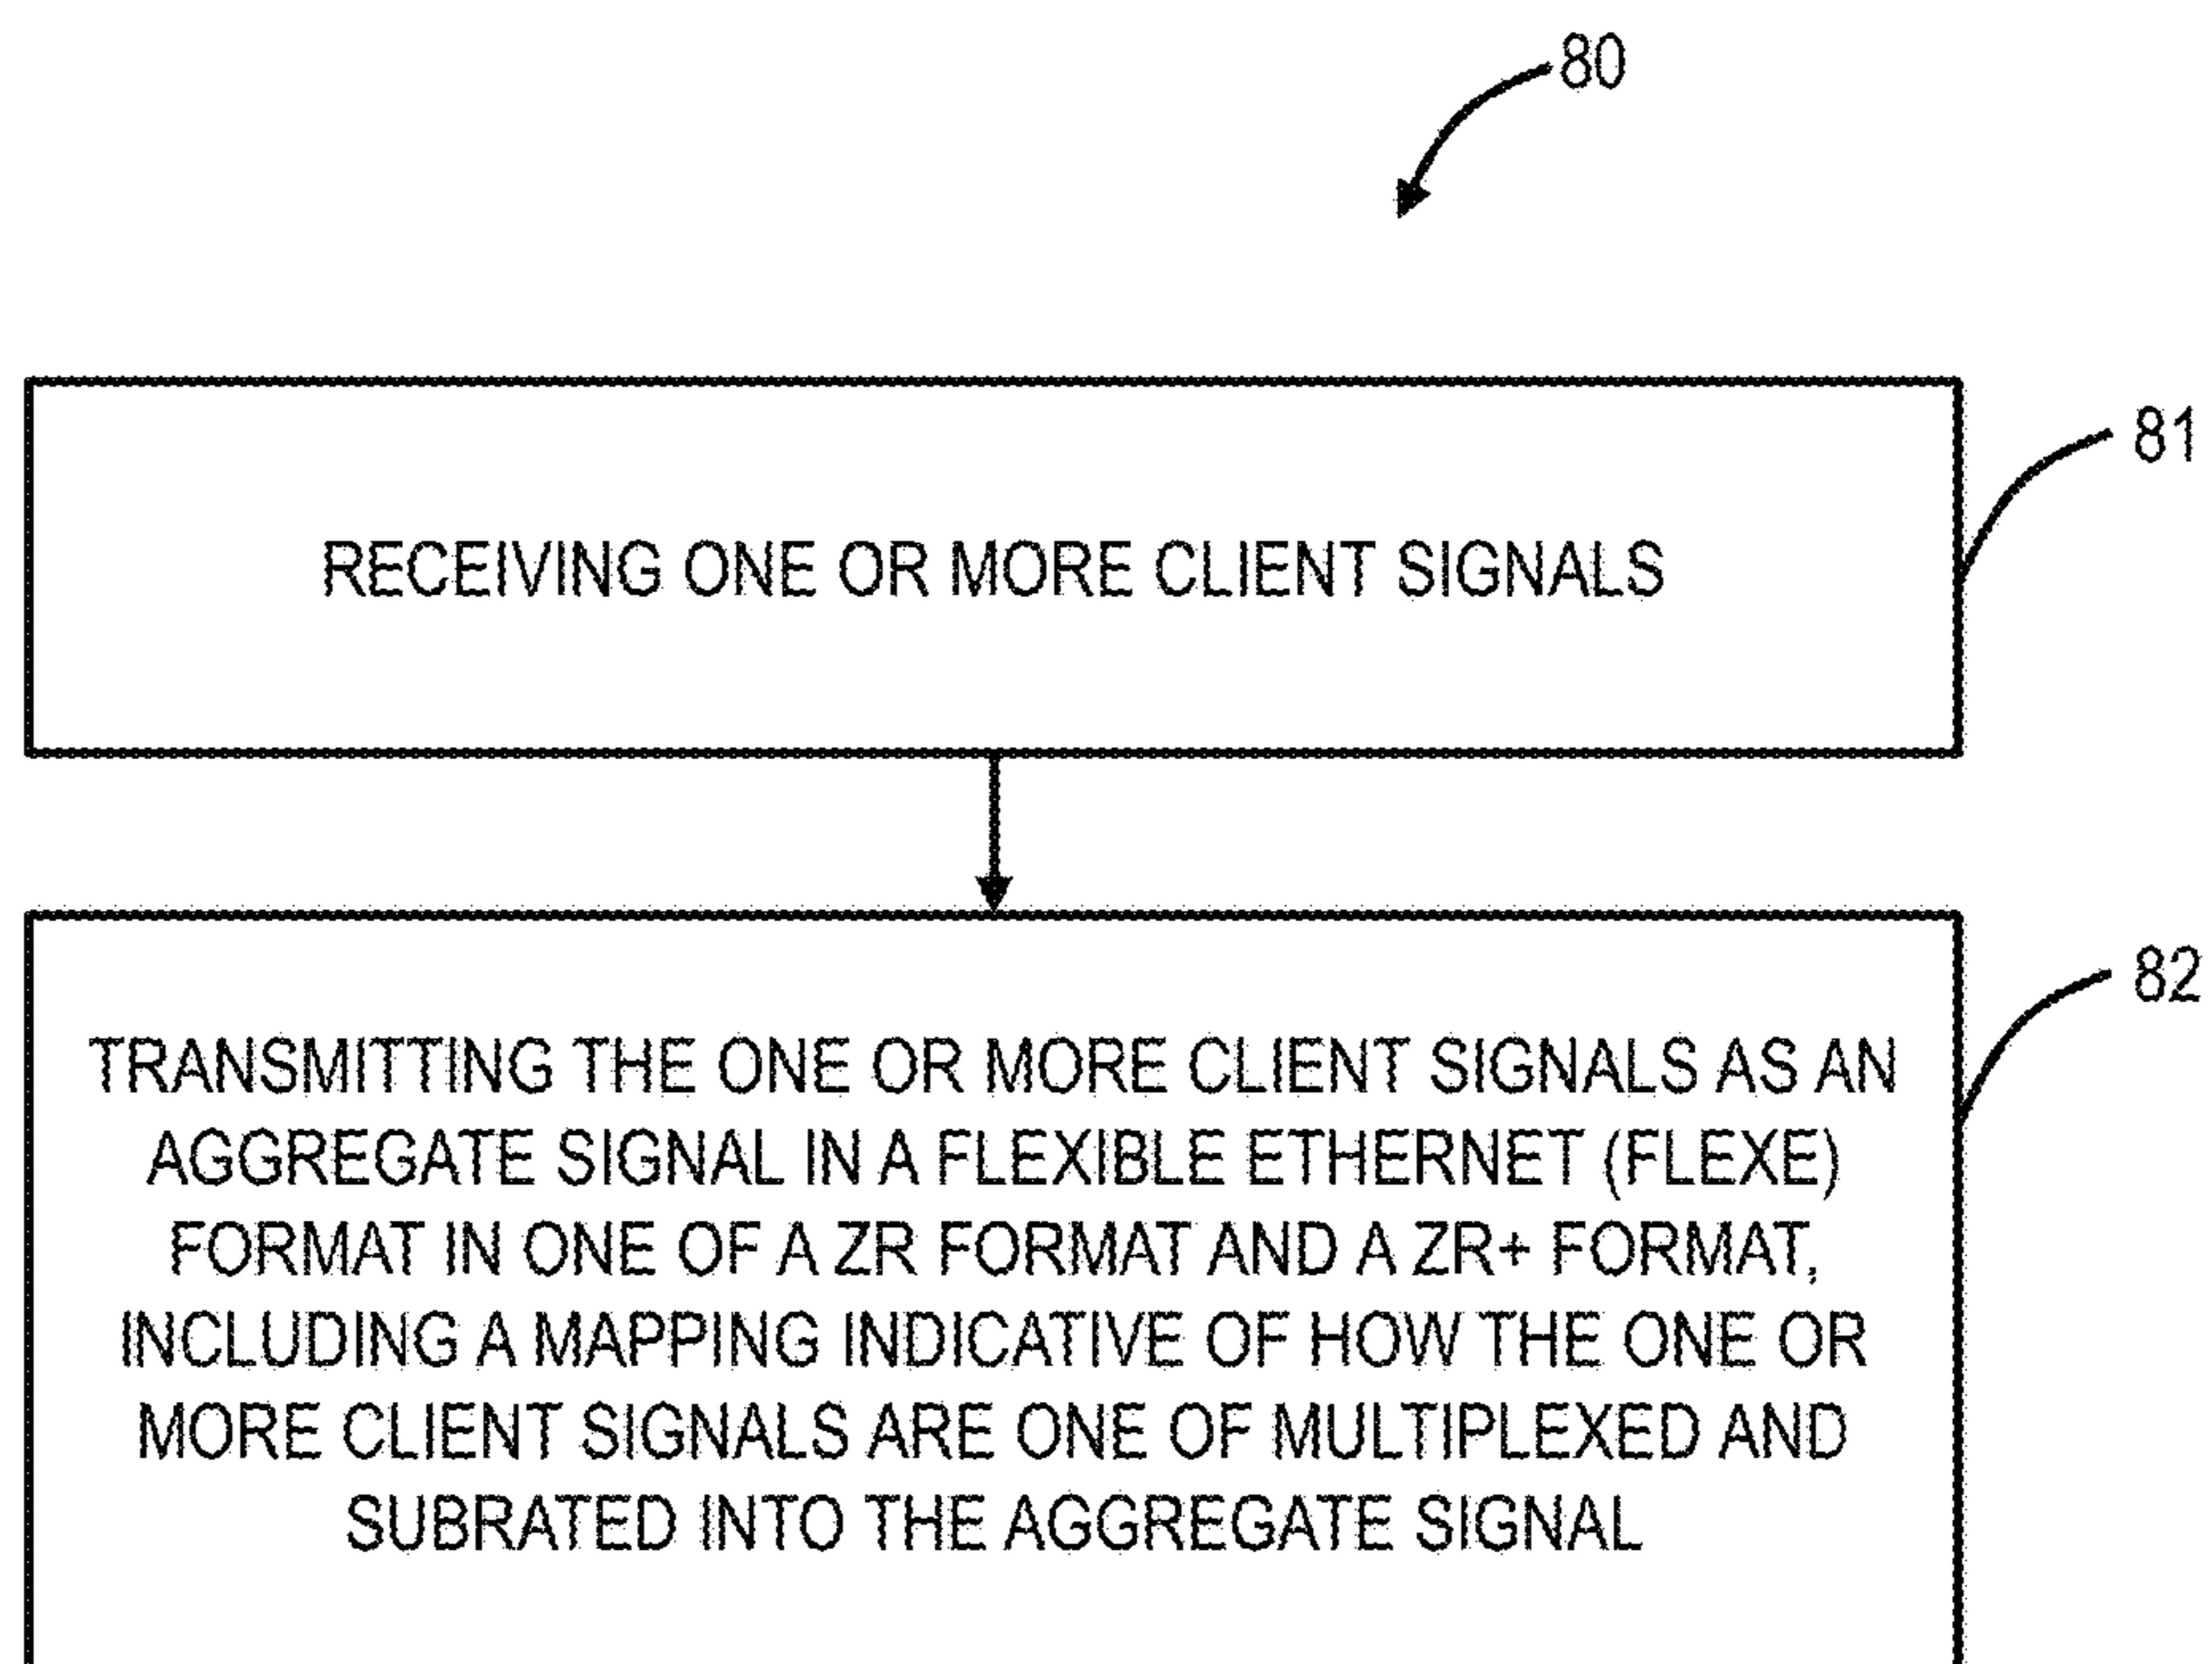 80
81
RECEIVING ONE OR MORE CLIENT SIGNALS
82
TRANSMITTING THE ONE OR MORE CLIENT SIGNALS AS AN
AGGREGATE SIGNAL IN A FLEXIBLE ETHERNET (FLEXE)
FORMAT IN ONE OF A ZR FORMAT AND A ZR+ FORMAT,
INCLUDING A MAPPING INDICATIVE OF HOW THE ONE OR
MORE CLIENT SIGNALS ARE ONE OF MULTIPLEXED AND
SUBRATED INTO THE AGGREGATE SIGNAL